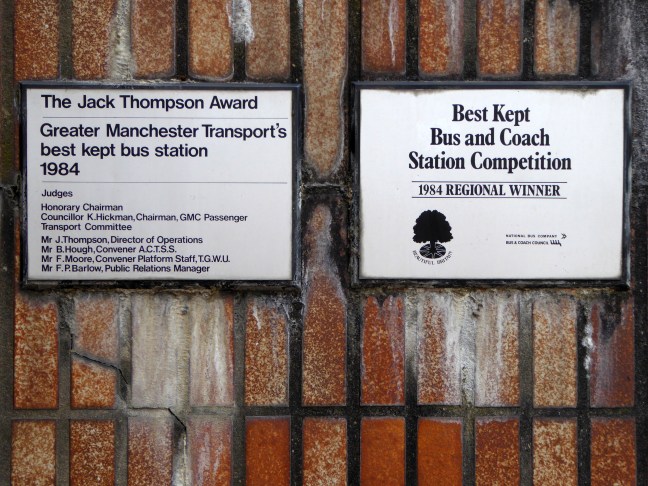 The Jack Thompson Award
Greater Manchester Transport's
best kept bus station
1984
Judges
Honorary Chairman
Councillor K.Hickman, Chairman, GMC Passenger
Transport Committee
Mr J.Thompson, Director of Operations
Mr B.Hough, Convener A.C.T.S.S.
Mr F.Moore, Convener Platform Staff, T.G.W.U.
Mr F.P.Barlow, Public Relations Manager
Best Kept
Bus and Coach
Station Competition
1984 REGIONAL WINNER
BEAUTIFUL BRITAIN
NATIONAL BUS COMPANY
BUS & COACH COUNCIL